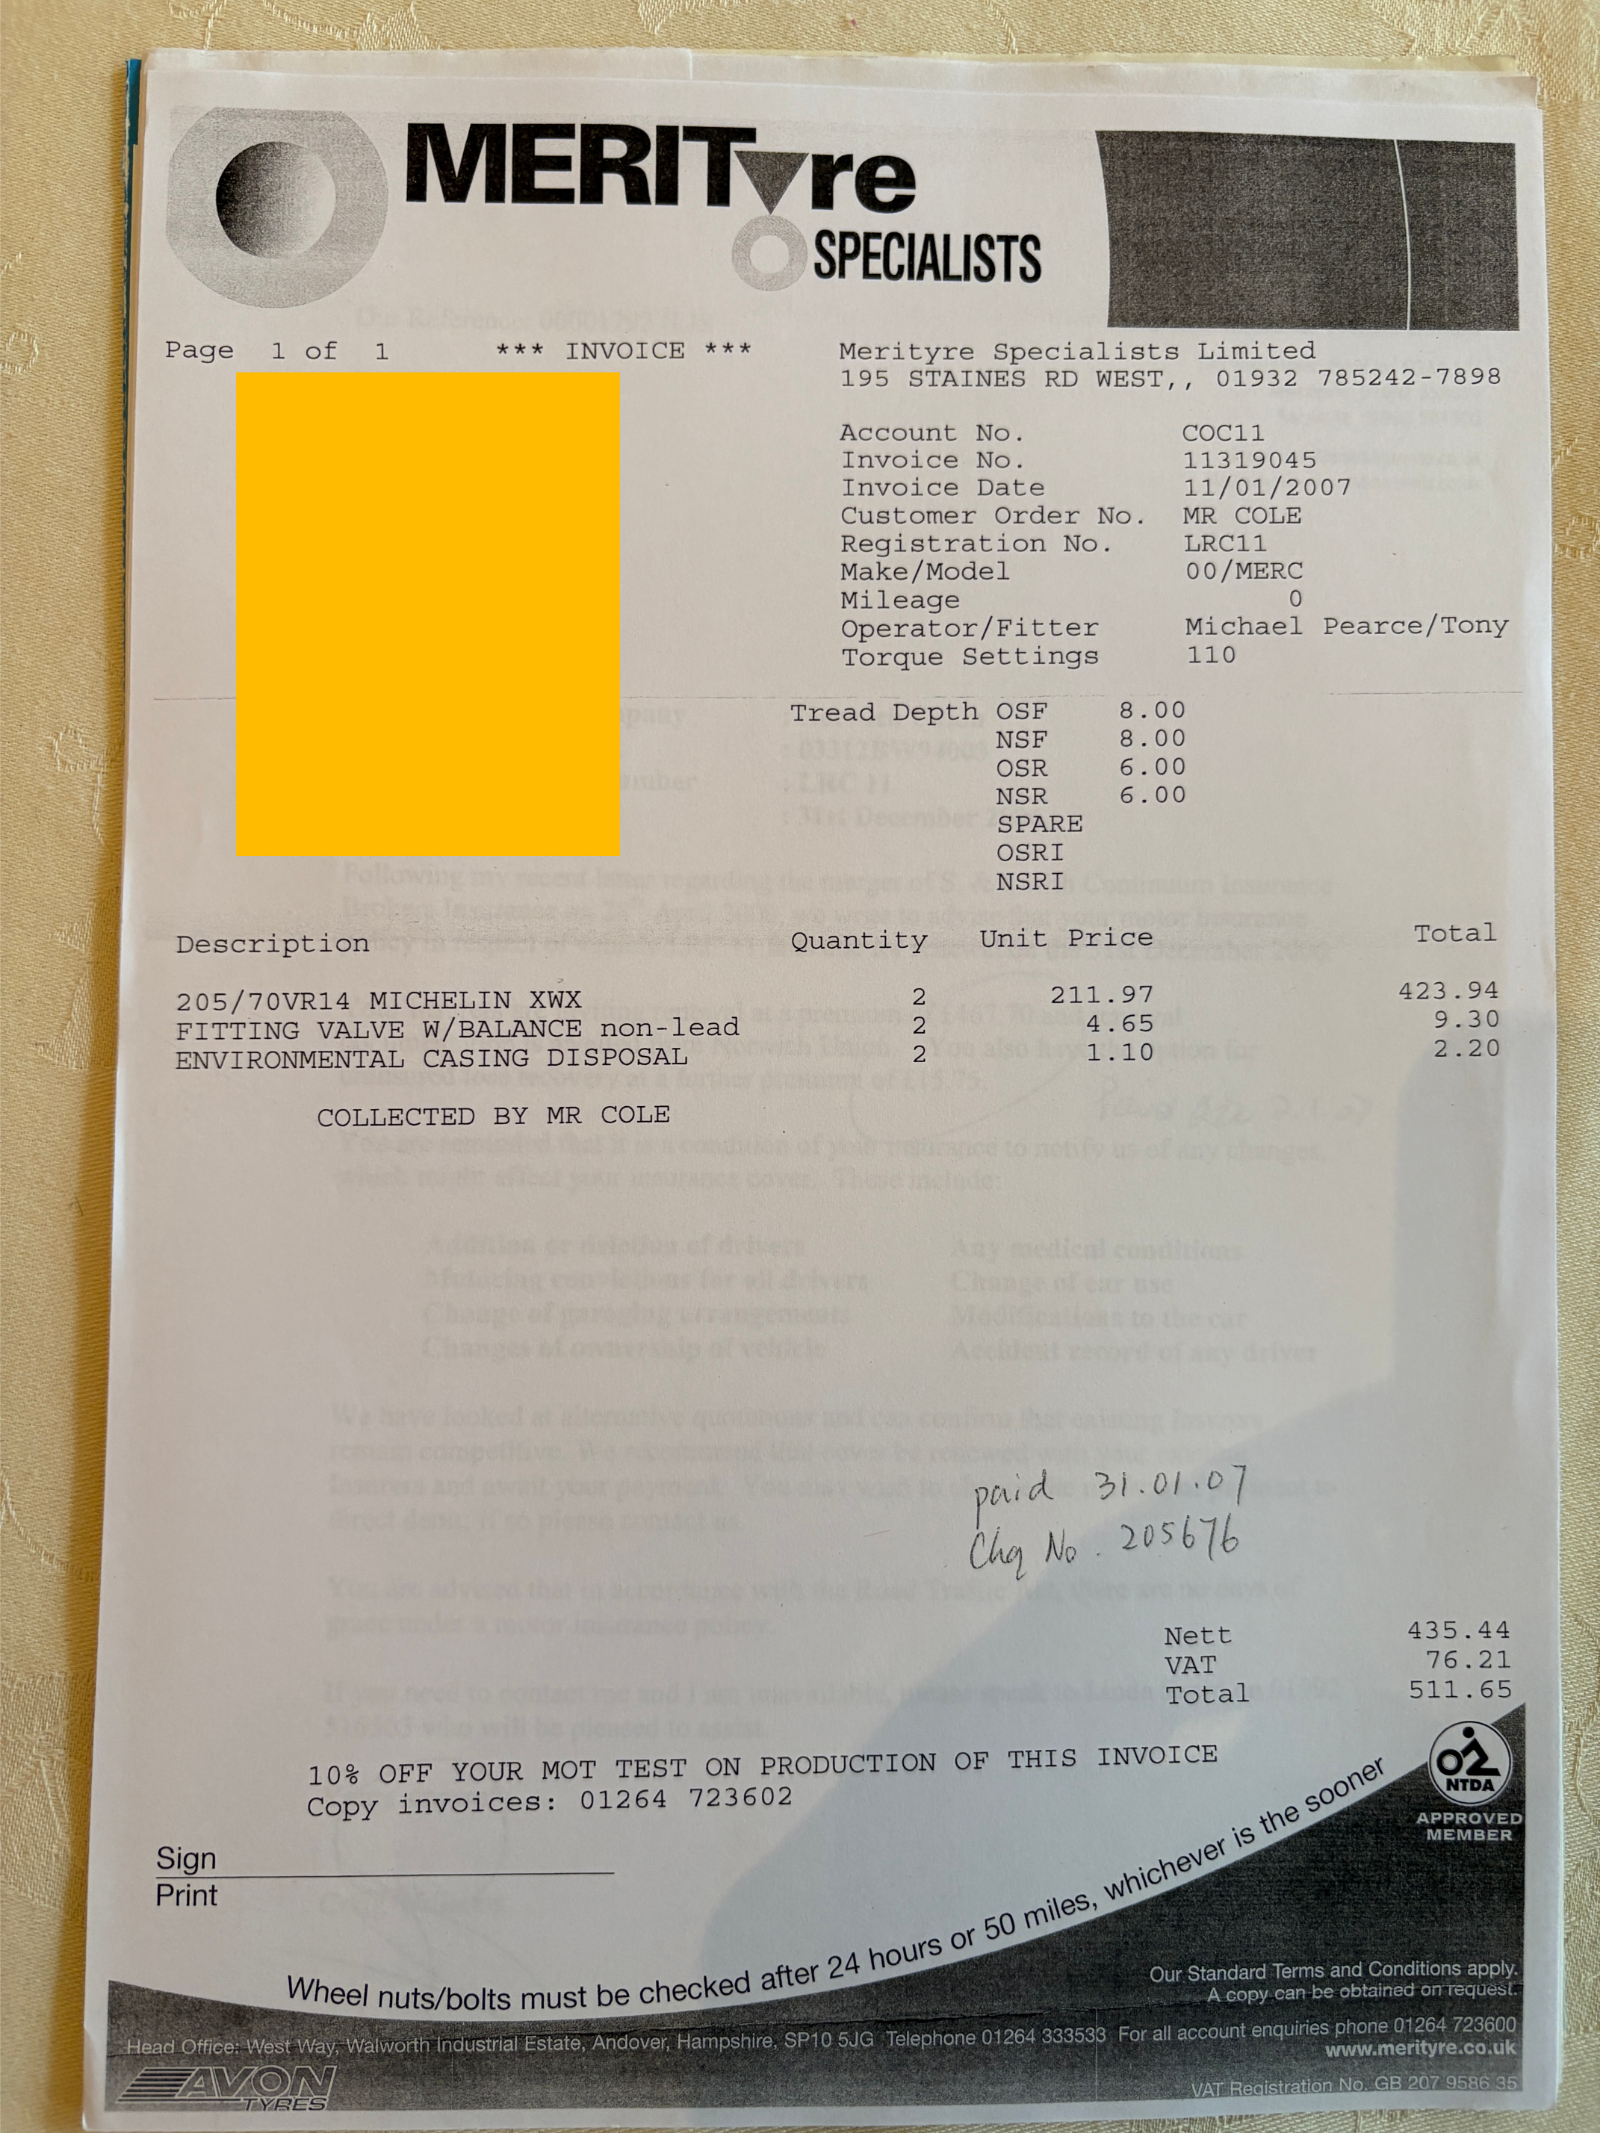 MERITyre
SPECIALISTS
Page 1 of 1 *** INVOICE ***
Merityre Specialists Limited
195 STAINES RD WEST,, 01932 785242-7898
Account No. COC11
Invoice No. 11319045
Invoice Date 11/01/2007
Customer Order No. MR COLE
Registration No. LRC11
Make/Model 00/MERC
Mileage 0
Operator/Fitter Michael Pearce/Tony
Torque Settings 110
Tread Depth OSF 8.00
NSF 8.00
OSR 6.00
NSR 6.00
SPARE
OSRI
NSRI
Description Quantity Unit Price Total
205/70VR14 MICHELIN XWX 2 211.97 423.94
FITTING VALVE W/BALANCE non-lead 2 4.65 9.30
ENVIRONMENTAL CASING DISPOSAL 2 1.10 2.20
COLLECTED BY MR COLE
paid 31.01.07
Chq No. 205676
Nett 435.44
VAT 76.21
Total 511.65
10% OFF YOUR MOT TEST ON PRODUCTION OF THIS INVOICE
Copy invoices: 01264 723602
NTDA
APPROVED
MEMBER
Sign
Print
Wheel nuts/bolts must be checked after 24 hours or 50 miles, whichever is the sooner
Our Standard Terms and Conditions apply.
A copy can be obtained on request.
Head Office: West Way, Walworth Industrial Estate, Andover, Hampshire, SP10 5JG Telephone 01264 333533 For all account enquiries phone 01264 723600
www.merityre.co.uk
AVON
TYRES
VAT Registration No. GB 207 9586 35